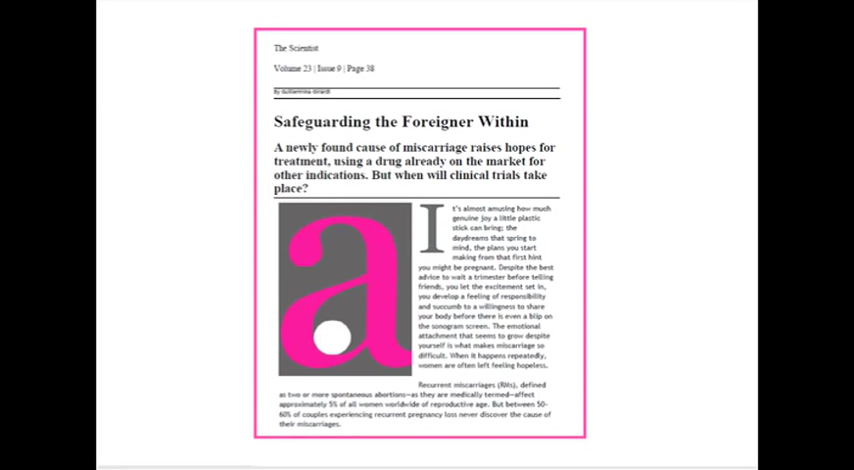 The Scientist
Volume 23 | Issue 9 | Page 38
By Guillermina Girardi
Safeguarding the Foreigner Within
A newly found cause of miscarriage raises hopes for
treatment, using a drug already on the market for
other indications. But when will clinical trials take
place?
a
It's almost amusing how much
genuine joy a little plastic
stick can bring; the
daydreams that spring to
mind, the plans you start
making from that first hint
you might be pregnant. Despite the best
advice to wait a trimester before telling
friends, you let the excitement set in,
you develop a feeling of responsibility
and succumb to a willingness to share
your body before there is even a blip on
the sonogram screen. The emotional
attachment that seems to grow despite
yourself is what makes miscarriage so
difficult. When it happens repeatedly,
women are often left feeling hopeless.
Recurrent miscarriages (RMs), defined
as two or more spontaneous abortions—as they are medically termed—affect
approximately 5% of all women worldwide of reproductive age. But between 50-
60% of couples experiencing recurrent pregnancy loss never discover the cause of
their miscarriages.